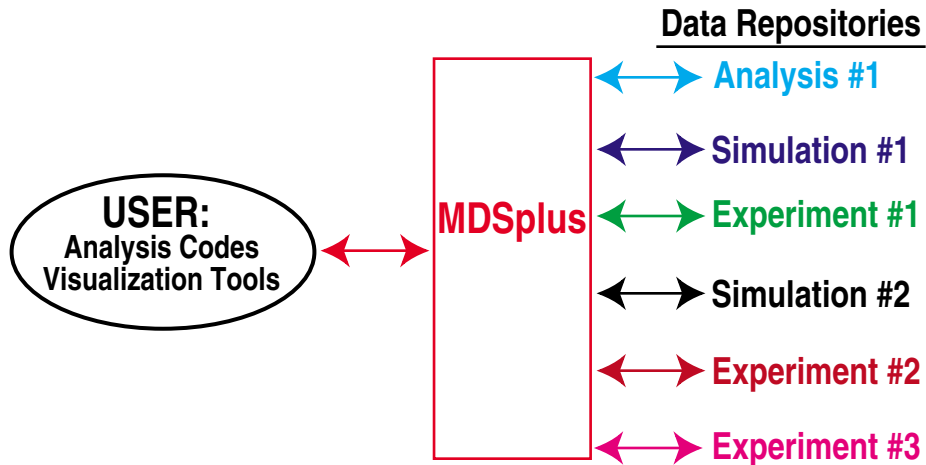 Data Repositories
Analysis #1
Simulation #1
USER:
Analysis Codes
Visualization Tools
MDSplus
Experiment #1
Simulation #2
Experiment #2
Experiment #3